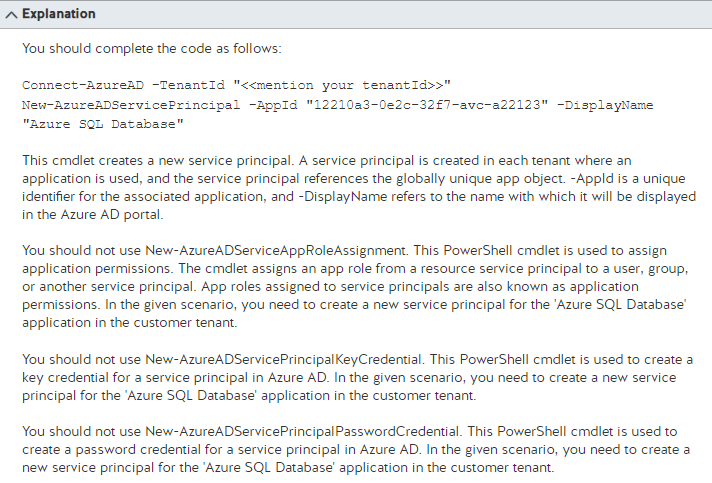 Explanation
You should complete the code as follows:
Connect-AzureAD -TenantId "<<mention your tenantId>>"
New-AzureADServicePrincipal -AppId "12210a3-0e2c-32f7-avc-a22123" -DisplayName
"Azure SQL Database"
This cmdlet creates a new service principal. A service principal is created in each tenant where an
application is used, and the service principal references the globally unique app object. -AppId is a unique
identifier for the associated application, and -DisplayName refers to the name with which it will be displayed
in the Azure AD portal.
You should not use New-AzureADServiceAppRoleAssignment. This PowerShell cmdlet is used to assign
application permissions. The cmdlet assigns an app role from a resource service principal to a user, group,
or another service principal. App roles assigned to service principals are also known as application
permissions. In the given scenario, you need to create a new service principal for the 'Azure SQL Database'
application in the customer tenant.
You should not use New-AzureADServicePrincipalKeyCredential. This PowerShell cmdlet is used to create a
key credential for a service principal in Azure AD. In the given scenario, you need to create a new service
principal for the 'Azure SQL Database' application in the customer tenant.
You should not use New-AzureADServicePrincipalPasswordCredential. This PowerShell cmdlet is used to
create a password credential for a service principal in Azure AD. In the given scenario, you need to create a
new service principal for the 'Azure SQL Database' application in the customer tenant.